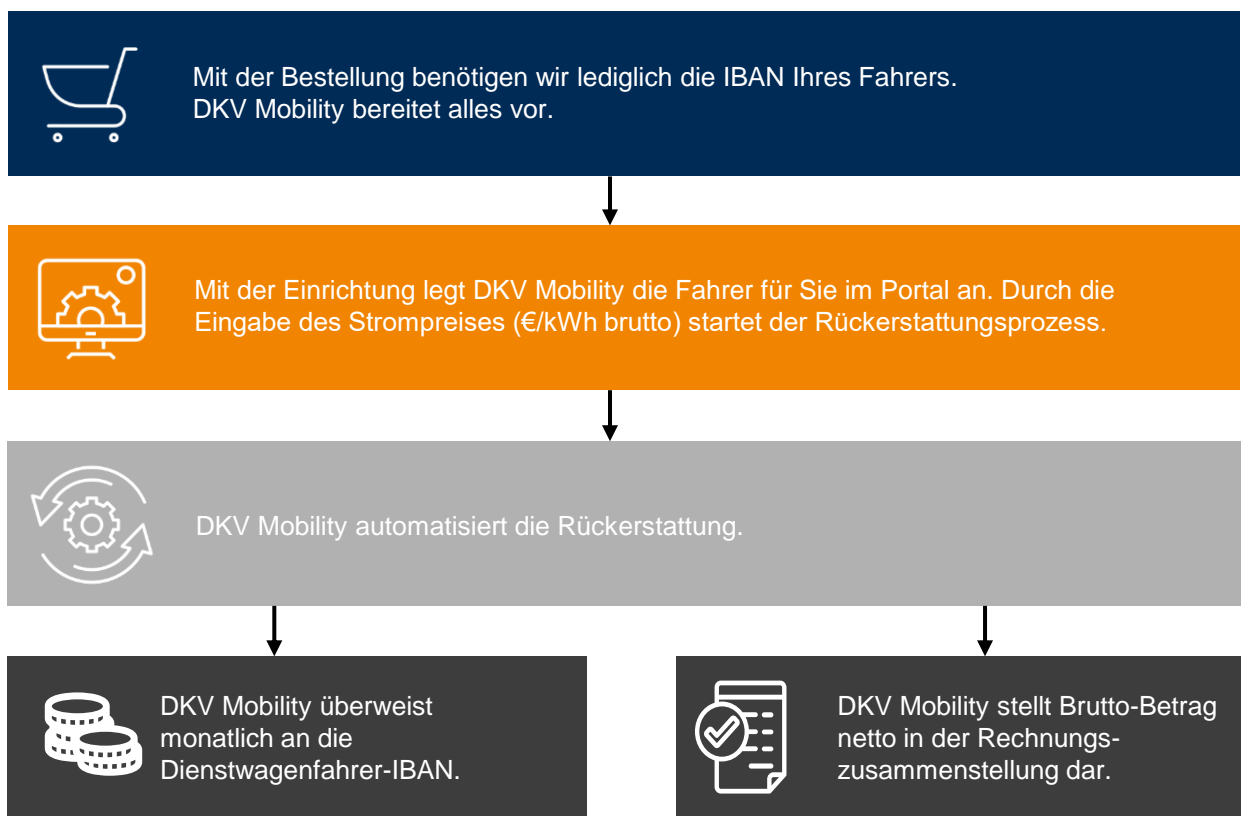 Mit der Bestellung benötigen wir lediglich die IBAN Ihres Fahrers.
DKV Mobility bereitet alles vor.
Mit der Einrichtung legt DKV Mobility die Fahrer für Sie im Portal an. Durch die
Eingabe des Strompreises (€/kWh brutto) startet der Rückerstattungsprozess.
DKV Mobility automatisiert die Rückerstattung.
DKV Mobility überweist
monatlich an die
Dienstwagenfahrer-IBAN.
DKV Mobility stellt Brutto-Betrag
netto in der Rechnungs-
zusammenstellung dar.